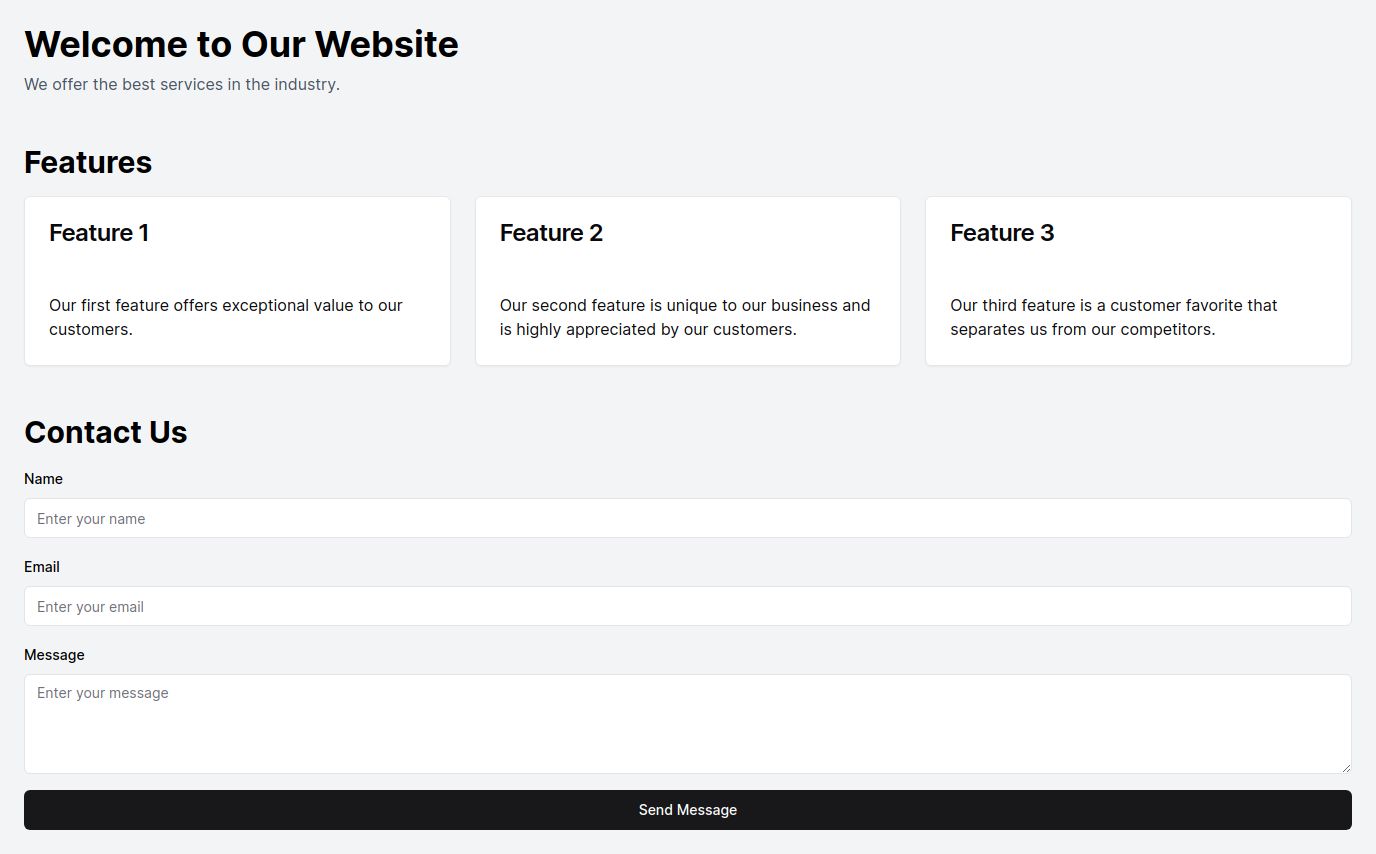 Welcome to Our Website
We offer the best services in the industry.
Features
Feature 1
Our first feature offers exceptional value to our
customers.
Feature 2
Our second feature is unique to our business and
is highly appreciated by our customers.
Feature 3
Our third feature is a customer favorite that
separates us from our competitors.
Contact Us
Name
Enter your name
Email
Enter your email
Message
Enter your message
Send Message